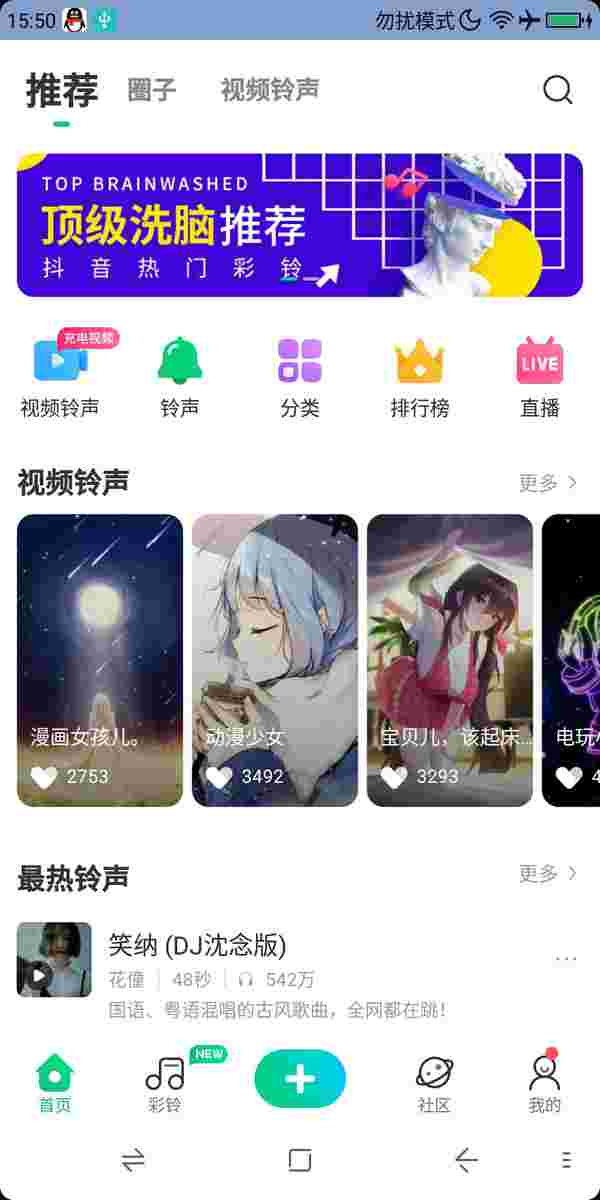 15:50 勿扰模式
推荐 圈子 视频铃声
TOP BRAINWASHED
顶级洗脑推荐
抖音热门彩铃
充电视频
LIVE
视频铃声 铃声 分类 排行榜 直播
视频铃声 更多
漫画女孩儿。 动漫少女 宝贝儿，该起床... 电玩小
2753 3492 3293 4
最热铃声 更多
笑纳 (DJ沈念版)
花僮 48秒 542万
国语、粤语混唱的古风歌曲，全网都在跳！
NEW
首页 彩铃 社区 我的